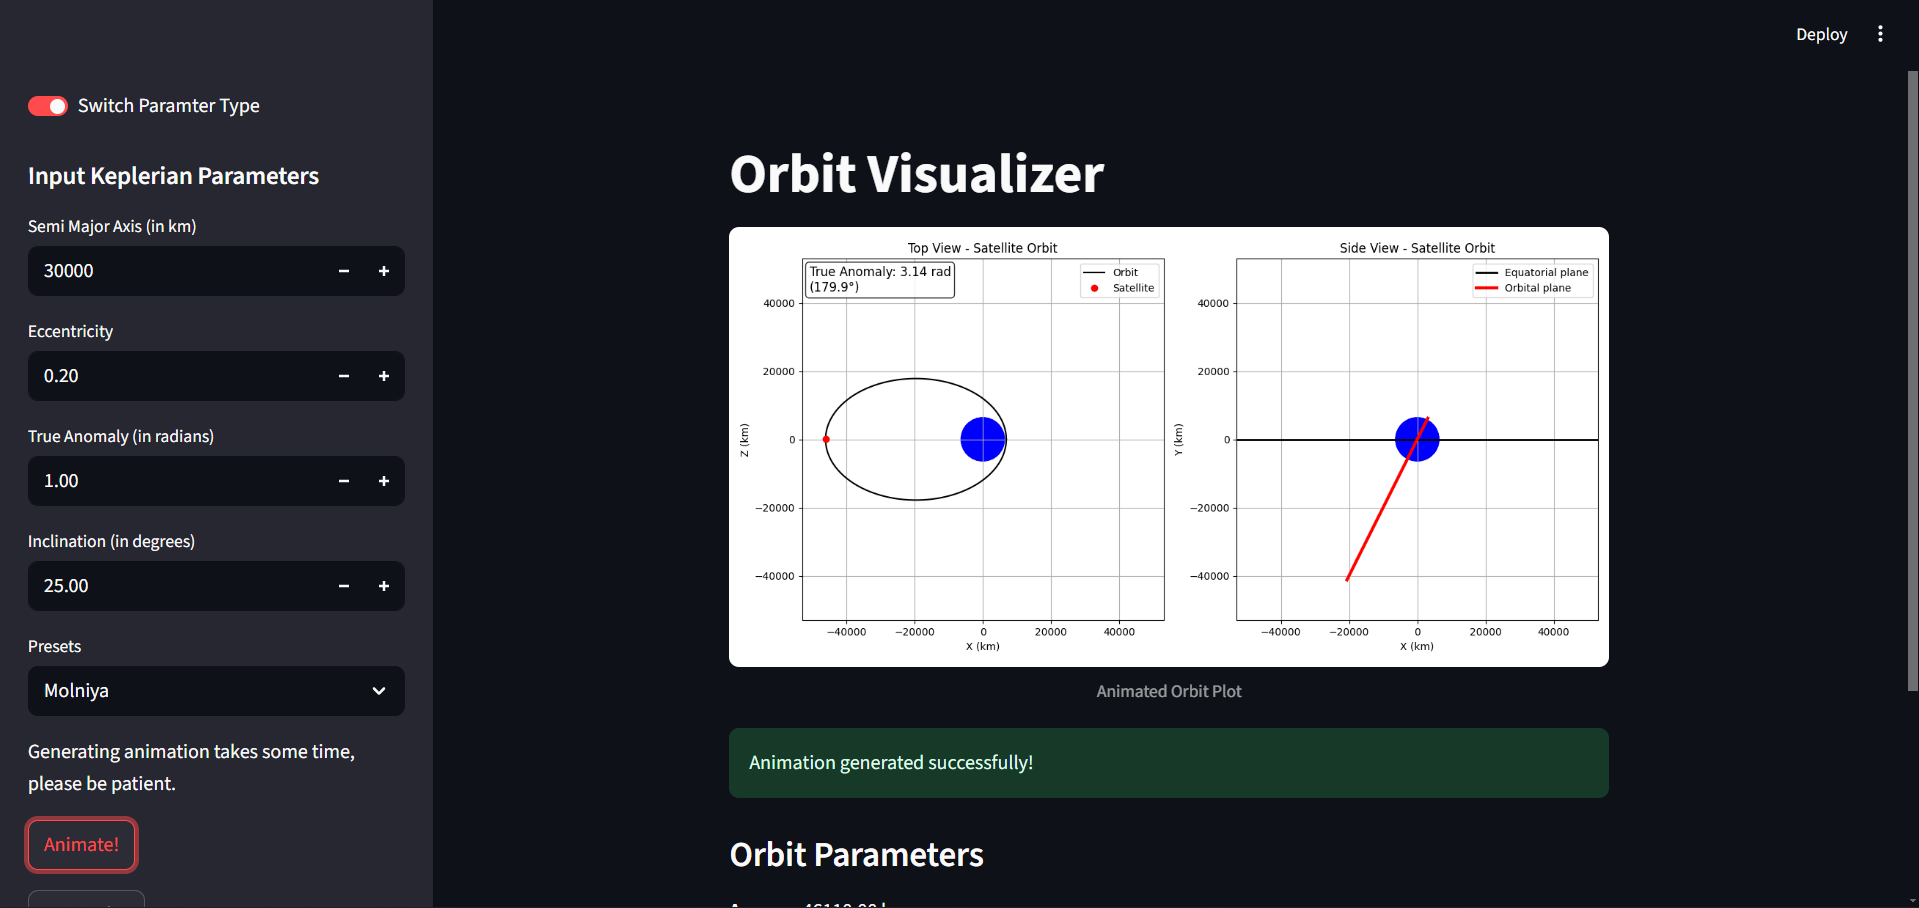 Deploy
Switch Paramter Type
Input Keplerian Parameters
Semi Major Axis (in km)
30000
Eccentricity
0.20
True Anomaly (in radians)
1.00
Inclination (in degrees)
25.00
Presets
Molniya
Generating animation takes some time,
please be patient.
Animate!
Orbit Visualizer
Top View - Satellite Orbit
True Anomaly: 3.14 rad
(179.9°)
Orbit
Satellite
40000
20000
0
−20000
−40000
Z (km)
−40000
−20000
0
20000
40000
X (km)
Side View - Satellite Orbit
Equatorial plane
Orbital plane
40000
20000
0
−20000
−40000
Y (km)
−40000
−20000
0
20000
40000
X (km)
Animated Orbit Plot
Animation generated successfully!
Orbit Parameters